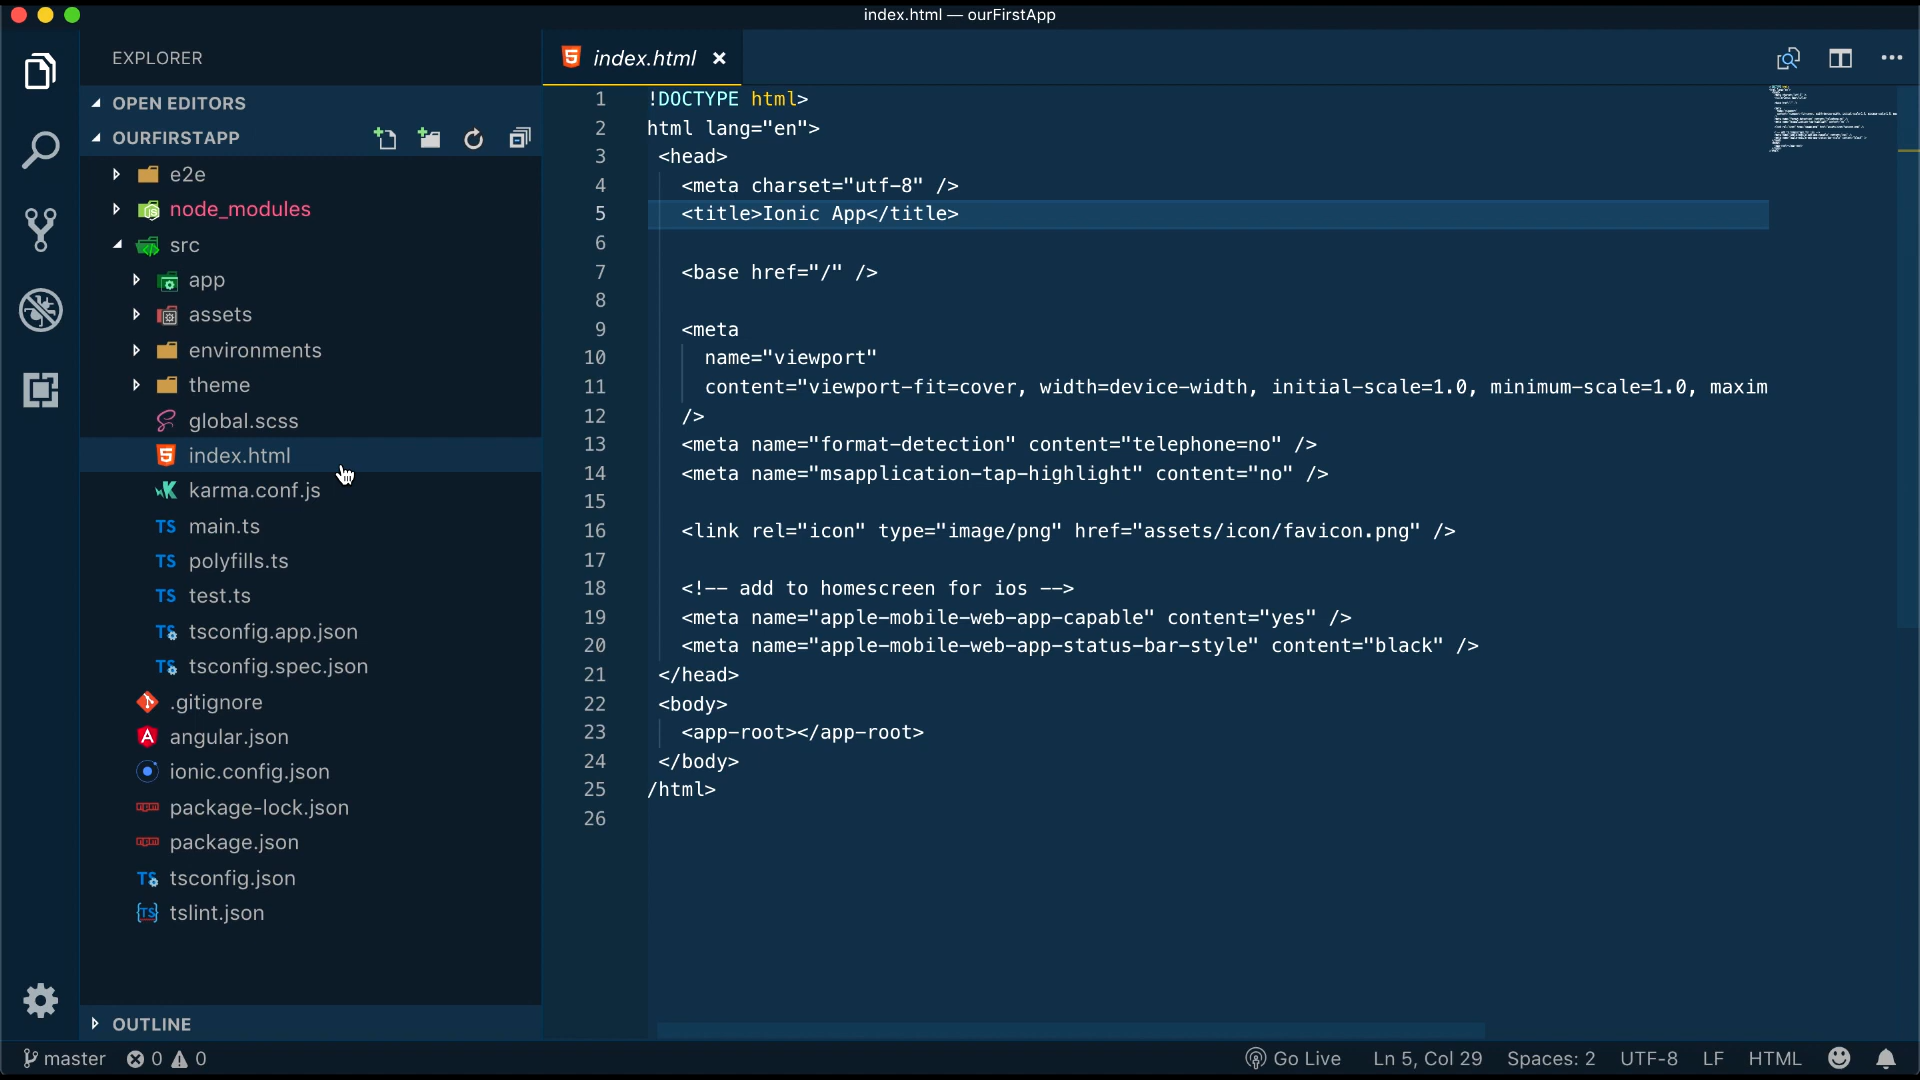 index.html — ourFirstApp
EXPLORER
OPEN EDITORS
OURFIRSTAPP
e2e
node_modules
src
app
assets
environments
theme
global.scss
index.html
karma.conf.js
TS main.ts
TS polyfills.ts
TS test.ts
TS tsconfig.app.json
TS tsconfig.spec.json
.gitignore
angular.json
ionic.config.json
package-lock.json
package.json
TS tsconfig.json
{TS} tslint.json
OUTLINE
index.html ×
1 !DOCTYPE html>
2 html lang="en">
3 <head>
4 <meta charset="utf-8" />
5 <title>Ionic App</title>
6
7 <base href="/" />
8
9 <meta
10 name="viewport"
11 content="viewport-fit=cover, width=device-width, initial-scale=1.0, minimum-scale=1.0, maxim
12 />
13 <meta name="format-detection" content="telephone=no" />
14 <meta name="msapplication-tap-highlight" content="no" />
15
16 <link rel="icon" type="image/png" href="assets/icon/favicon.png" />
17
18 <!-- add to homescreen for ios -->
19 <meta name="apple-mobile-web-app-capable" content="yes" />
20 <meta name="apple-mobile-web-app-status-bar-style" content="black" />
21 </head>
22 <body>
23 <app-root></app-root>
24 </body>
25 /html>
26
master 0 0 Go Live Ln 5, Col 29 Spaces: 2 UTF-8 LF HTML